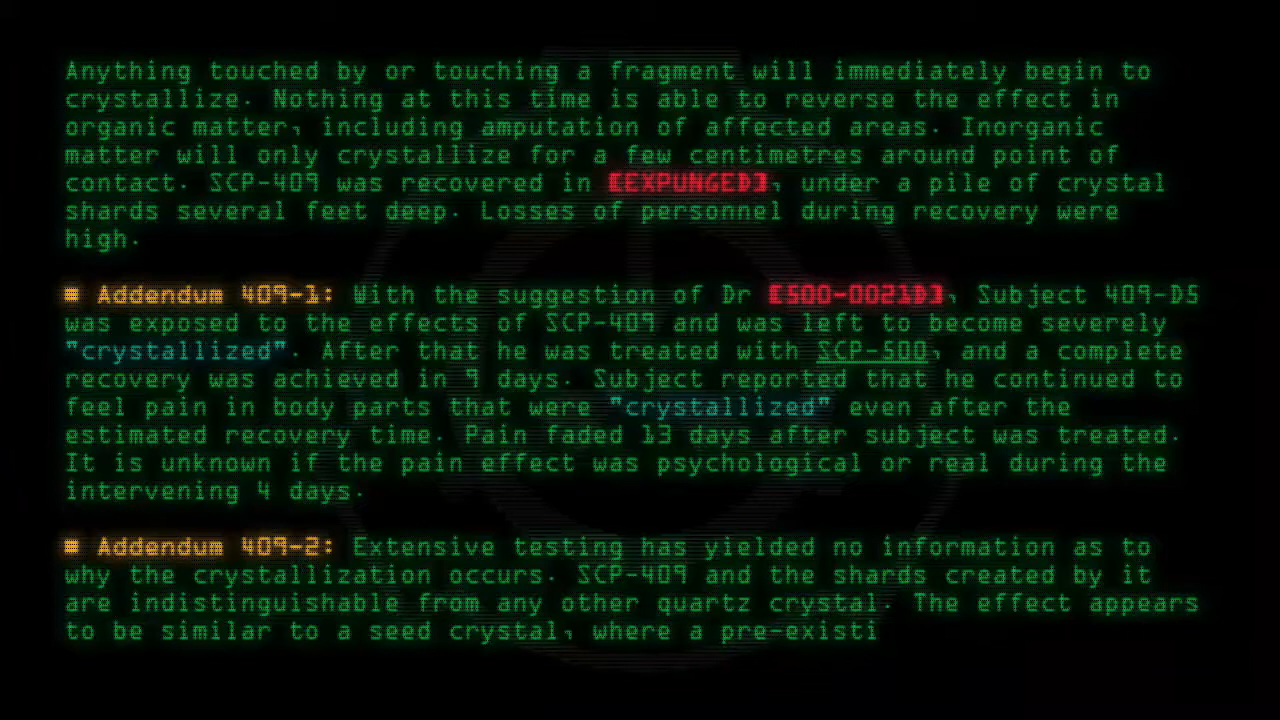 Anything touched by or touching a fragment will immediately begin to
crystallize. Nothing at this time is able to reverse the effect in
organic matter, including amputation of affected areas. Inorganic
matter will only crystallize for a few centimetres around point of
contact. SCP-409 was recovered in [EXPUNGED], under a pile of crystal
shards several feet deep. Losses of personnel during recovery were
high.
■ Addendum 409-1: With the suggestion of Dr [500-0021D], Subject 409-D5
was exposed to the effects of SCP-409 and was left to become severely
"crystallized". After that he was treated with SCP-500, and a complete
recovery was achieved in 9 days. Subject reported that he continued to
feel pain in body parts that were "crystallized" even after the
estimated recovery time. Pain faded 13 days after subject was treated.
It is unknown if the pain effect was psychological or real during the
intervening 4 days.
■ Addendum 409-2: Extensive testing has yielded no information as to
why the crystallization occurs. SCP-409 and the shards created by it
are indistinguishable from any other quartz crystal. The effect appears
to be similar to a seed crystal, where a pre-existi